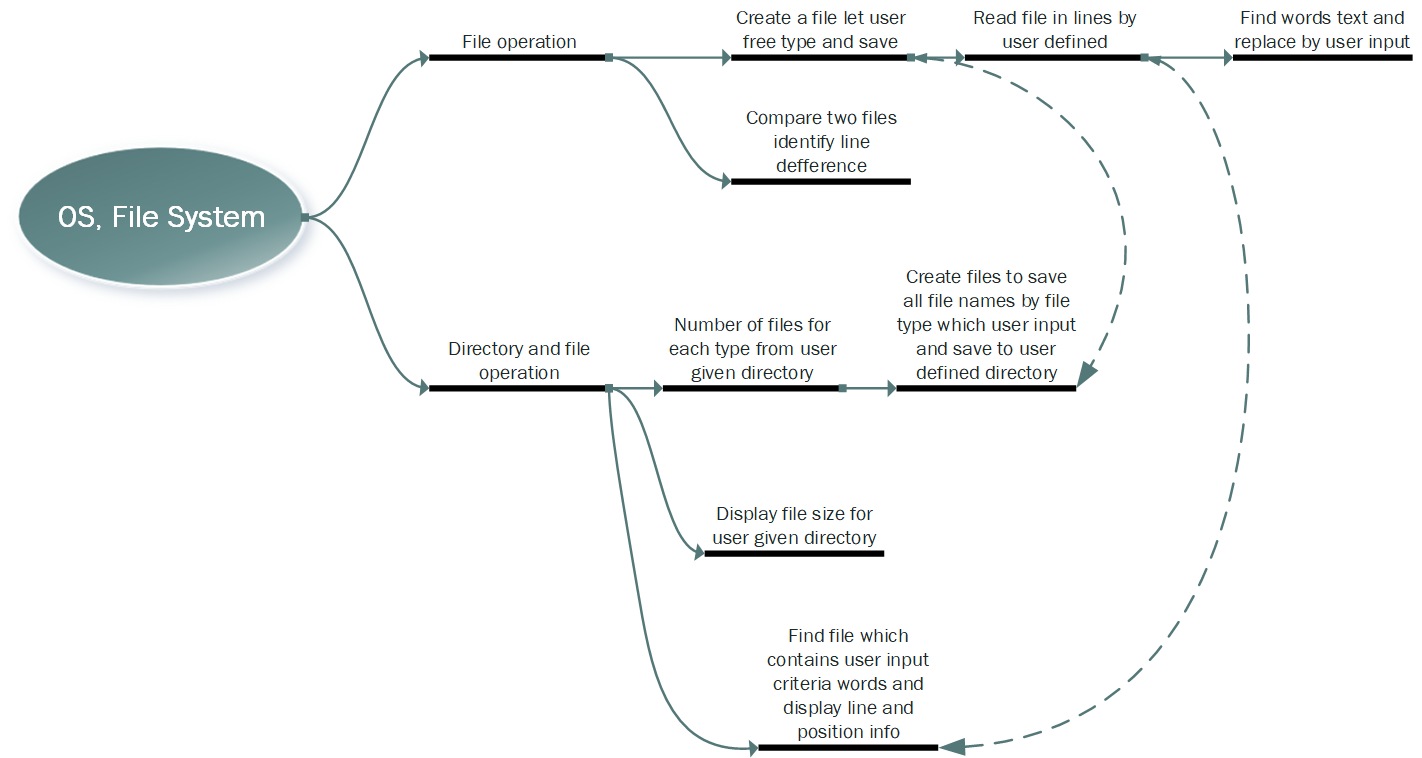 OS, File System
File operation
Create a file let user
free type and save
Read file in lines by
user defined
Find words text and
replace by user input
Compare two files
identify line
defference
Directory and file
operation
Number of files for
each type from user
given directory
Create files to save
all file names by file
type which user input
and save to user
defined directory
Display file size for
user given directory
Find file which
contains user input
criteria words and
display line and
position info